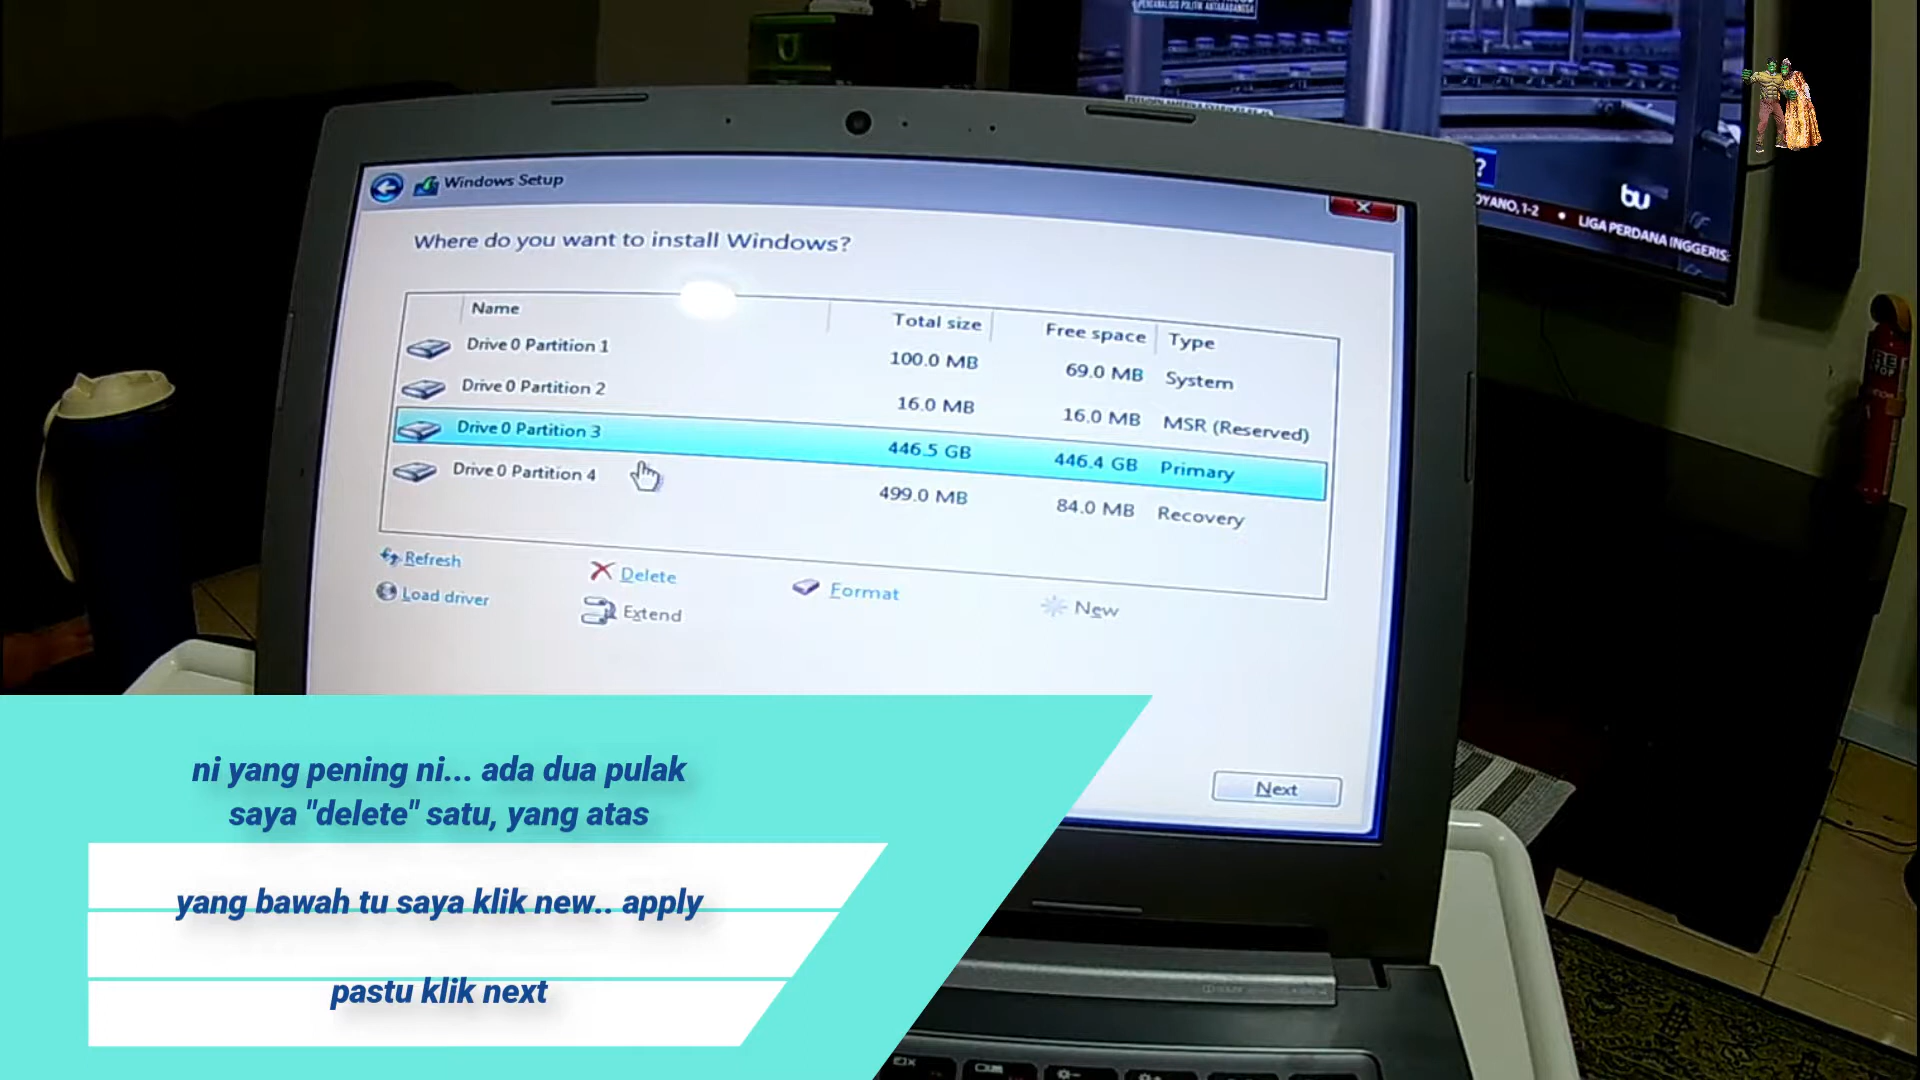 PENGANALISIS POLITIK ANTARABANGSA
?
OYANO, 1-2 • LIGA PERDANA INGGERIS:
bu
Windows Setup
Where do you want to install Windows?
Name Total size Free space Type
Drive 0 Partition 1 100.0 MB 69.0 MB System
Drive 0 Partition 2 16.0 MB 16.0 MB MSR (Reserved)
Drive 0 Partition 3 446.5 GB 446.4 GB Primary
Drive 0 Partition 4 499.0 MB 84.0 MB Recovery
Refresh Delete Format New
Load driver Extend
Next
ni yang pening ni... ada dua pulak
saya "delete" satu, yang atas
yang bawah tu saya klik new.. apply
pastu klik next